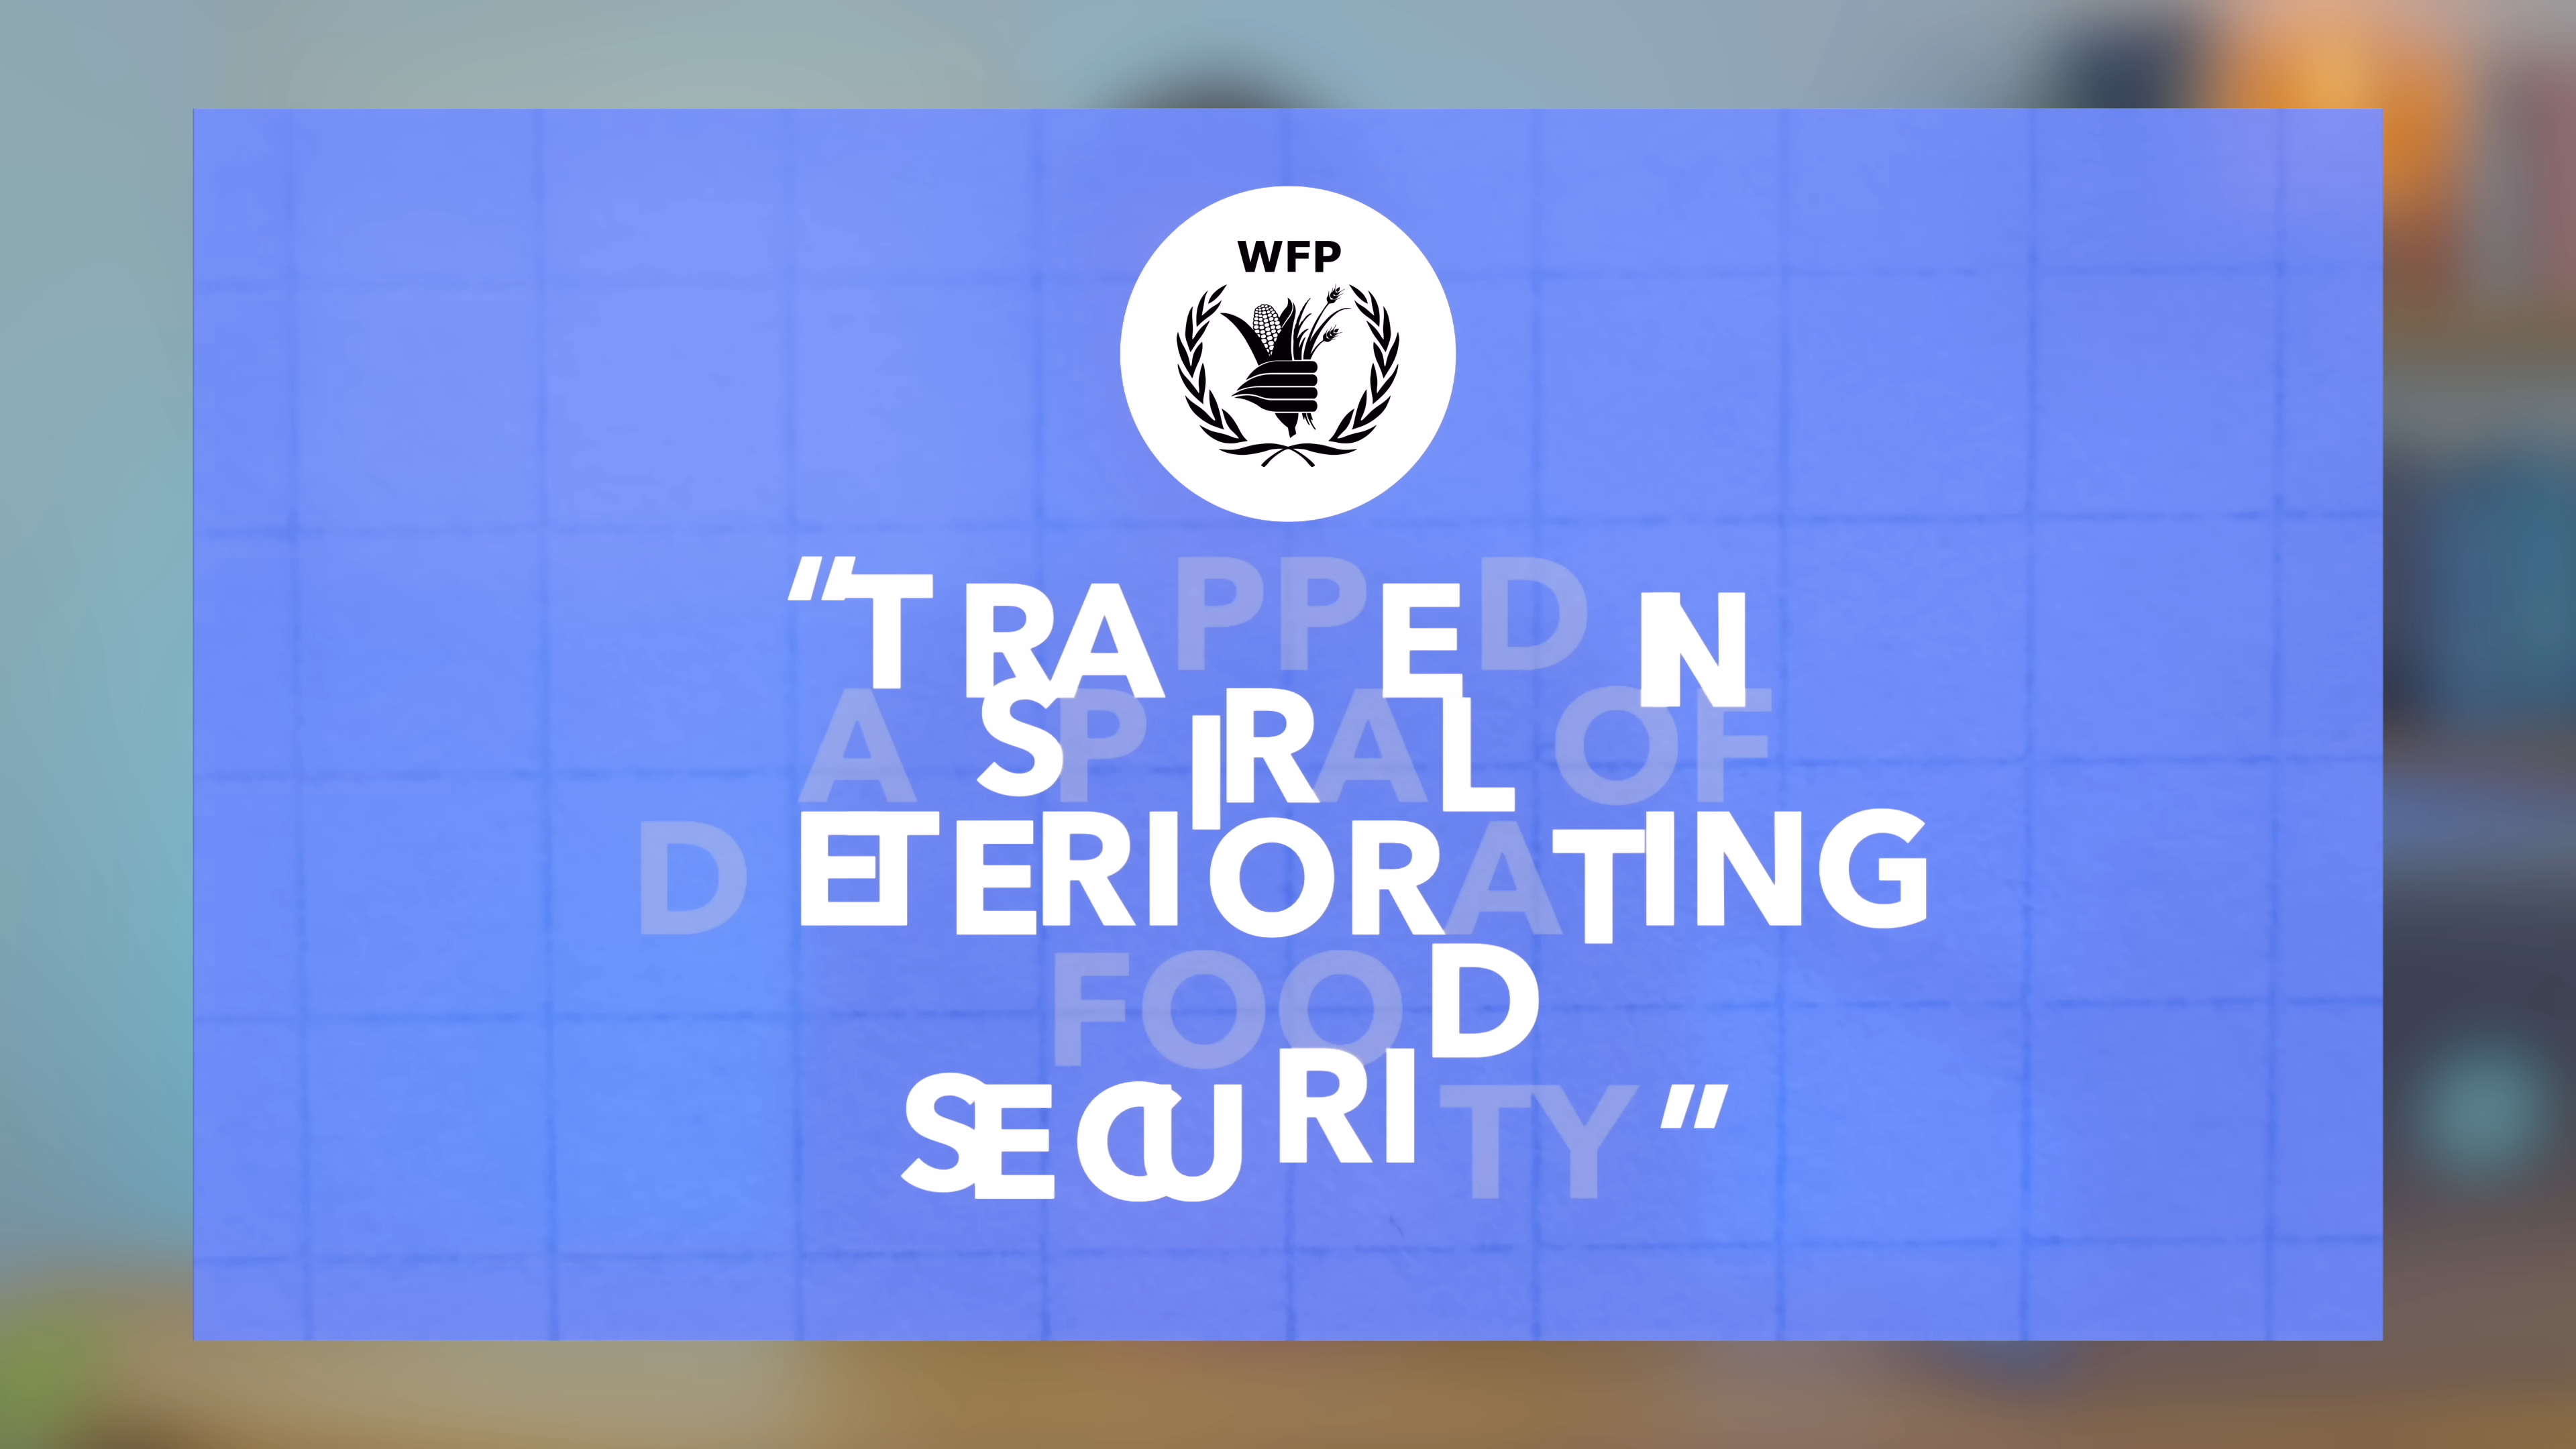 WFP
“TRAPPED IN
A SPIRAL OF
DETERIORATING
FOOD
SECURITY”